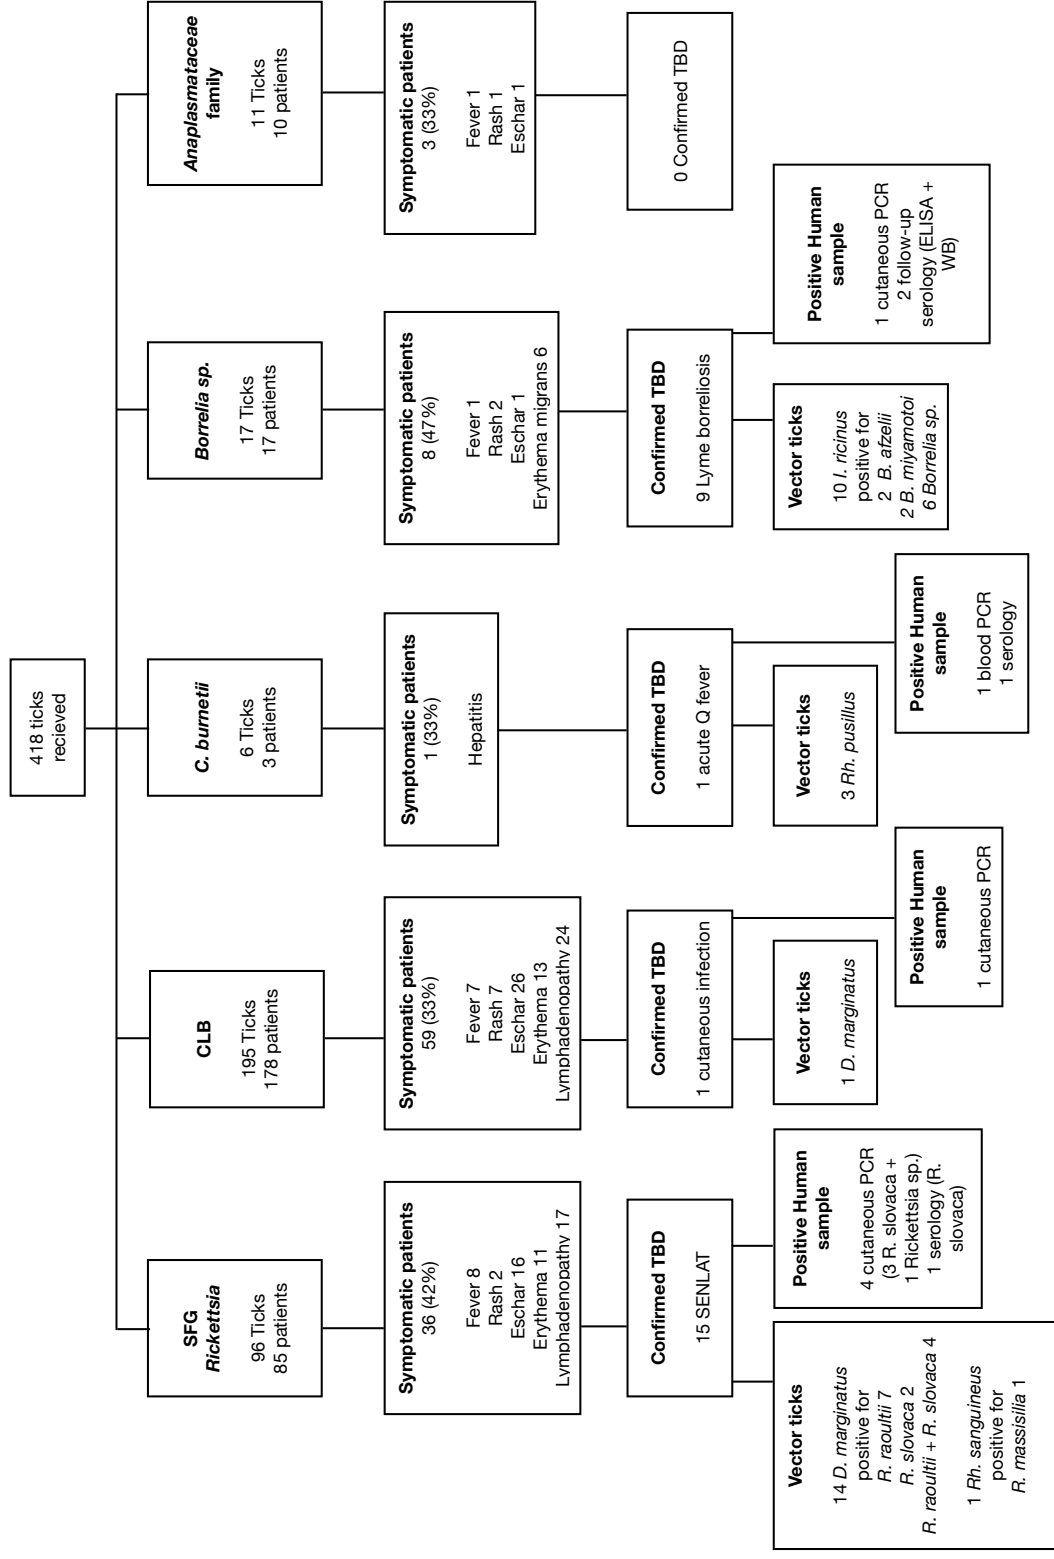 418 ticks
recieved
SFG
Rickettsia
96 Ticks
85 patients
CLB
195 Ticks
178 patients
C. burnetii
6 Ticks
3 patients
Borrelia sp.
17 Ticks
17 patients
Anaplasmataceae
family
11 Ticks
10 patients
Symptomatic patients
36 (42%)
Fever 8
Rash 2
Eschar 16
Erythema 11
Lymphadenopathy 17
Symptomatic patients
59 (33%)
Fever 7
Rash 7
Eschar 26
Erythema 13
Lymphadenopathy 24
Symptomatic patients
1 (33%)
Hepatitis
Symptomatic patients
8 (47%)
Fever 1
Rash 2
Eschar 1
Erythema migrans 6
Symptomatic patients
3 (33%)
Fever 1
Rash 1
Eschar 1
Confirmed TBD
15 SENLAT
Confirmed TBD
1 cutaneous infection
Confirmed TBD
1 acute Q fever
Confirmed TBD
9 Lyme borreliosis
0 Confirmed TBD
Vector ticks
14 D. marginatus
positive for
R. raoultii 7
R. slovaca 2
R. raoultii + R. slovaca 4
1 Rh. sanguineus
positive for
R. massisilia 1
Positive Human
sample
4 cutaneous PCR
(3 R. slovaca +
1 Rickettsia sp.)
1 serology (R.
slovaca)
Vector ticks
1 D. marginatus
Positive Human
sample
1 cutaneous PCR
Vector ticks
3 Rh. pusillus
Positive Human
sample
1 blood PCR
1 serology
Vector ticks
10 I. ricinus
positive for
2 B. afzelii
2 B. miyamotoi
6 Borrelia sp.
Positive Human
sample
1 cutaneous PCR
2 follow-up
serology (ELISA +
WB)